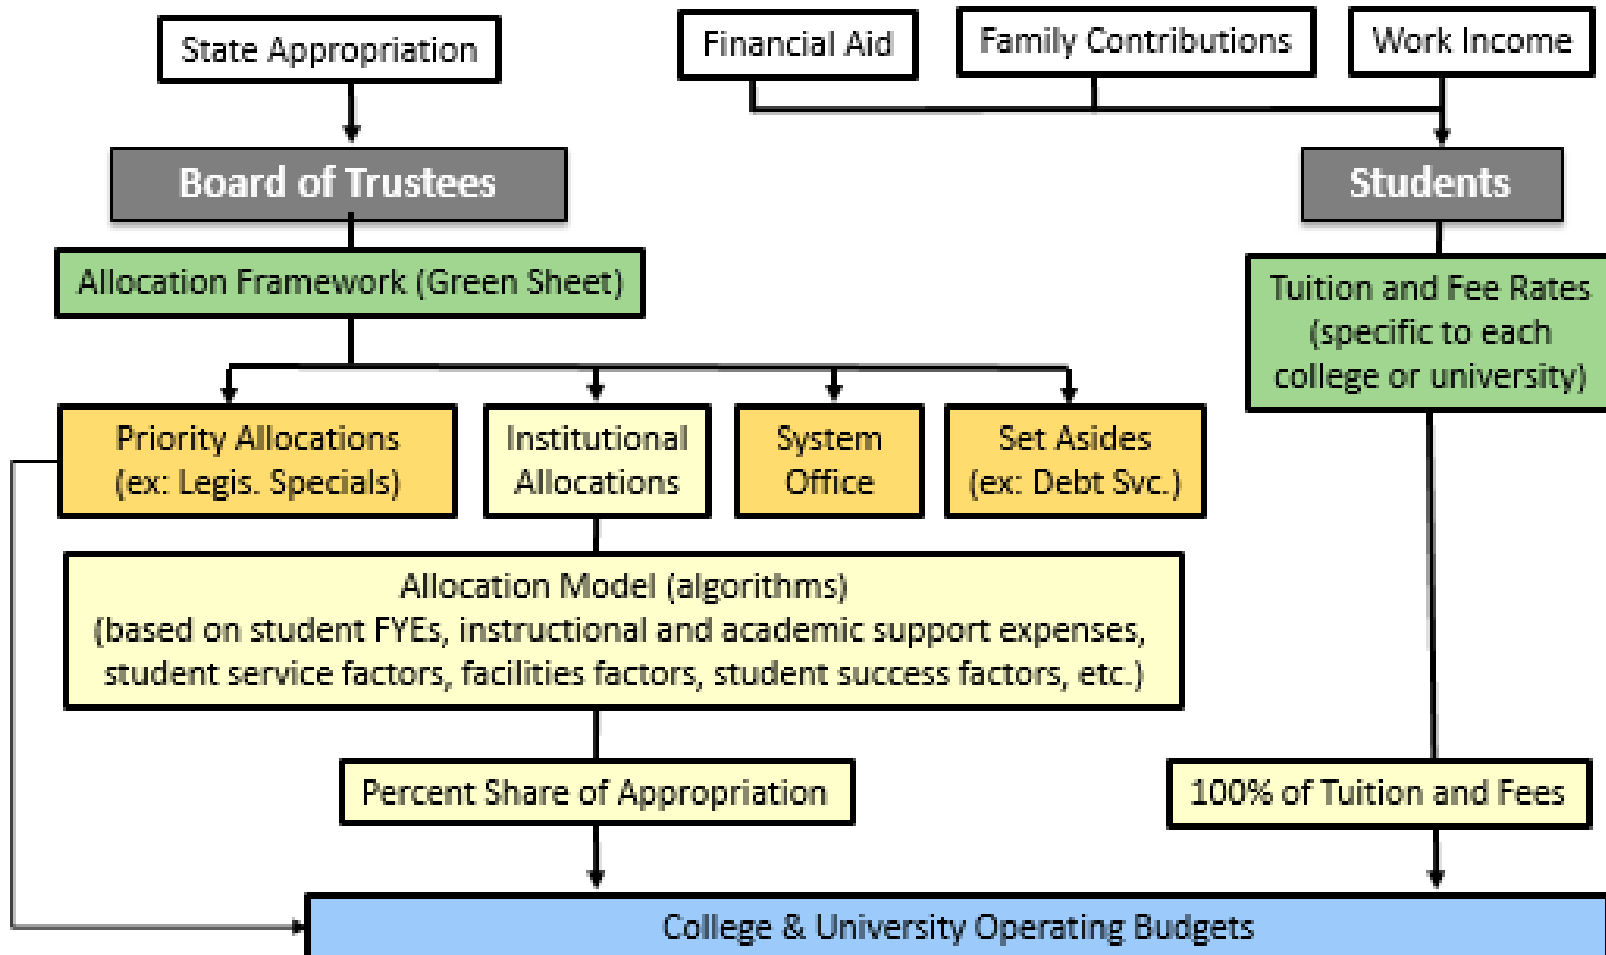 State Appropriation
Financial Aid
Family Contributions
Work Income
Board of Trustees
Students
Allocation Framework (Green Sheet)
Tuition and Fee Rates
(specific to each
college or university)
Priority Allocations
(ex: Legis. Specials)
Institutional
Allocations
System
Office
Set Asides
(ex: Debt Svc.)
Allocation Model (algorithms)
(based on student FYEs, instructional and academic support expenses,
student service factors, facilities factors, student success factors, etc.)
Percent Share of Appropriation
100% of Tuition and Fees
College & University Operating Budgets